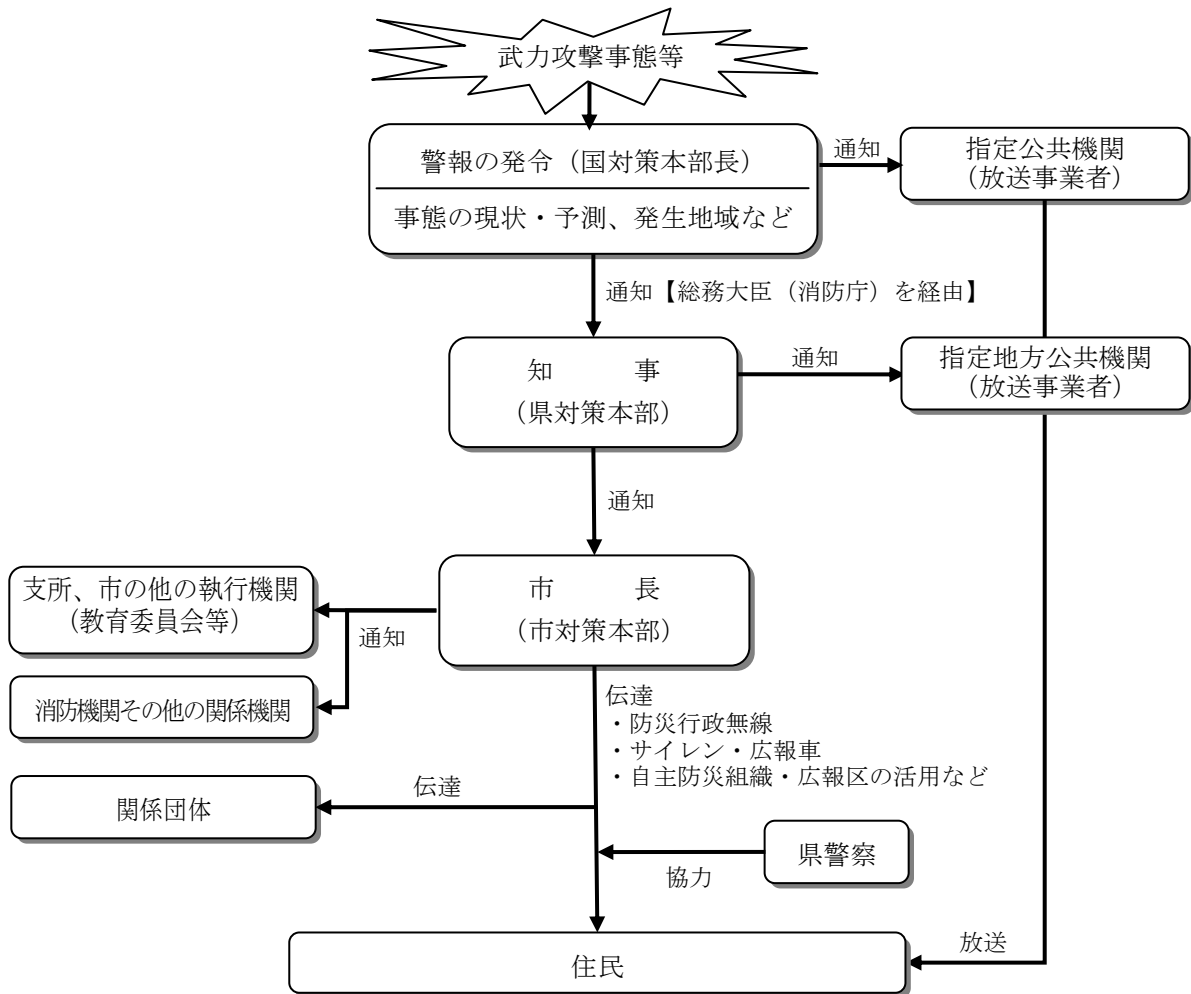 武力攻撃事態等
警報の発令（国対策本部長）
事態の現状・予測、発生地域など
通知
指定公共機関
（放送事業者）
通知【総務大臣（消防庁）を経由】
知　　事
（県対策本部）
通知
指定地方公共機関
（放送事業者）
通知
市　　長
（市対策本部）
支所、市の他の執行機関
（教育委員会等）
通知
消防機関その他の関係機関
伝達
・防災行政無線
・サイレン・広報車
・自主防災組織・広報区の活用など
伝達
関係団体
県警察
協力
放送
住民